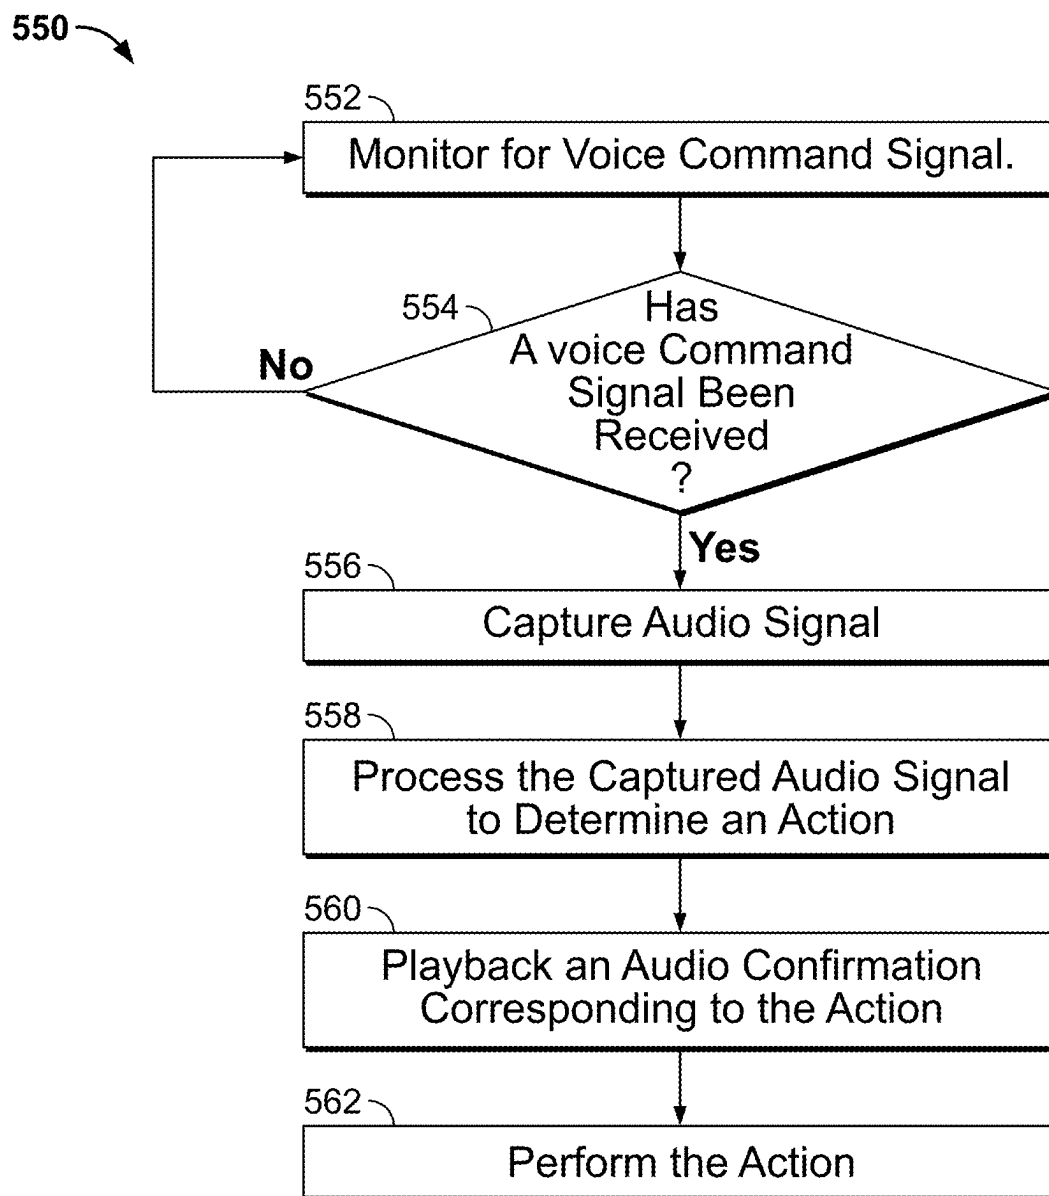 550
552
Monitor for Voice Command Signal.
554
Has
A voice Command
Signal Been
Received
?
No
Yes
556
Capture Audio Signal
558
Process the Captured Audio Signal
to Determine an Action
560
Playback an Audio Confirmation
Corresponding to the Action
562
Perform the Action